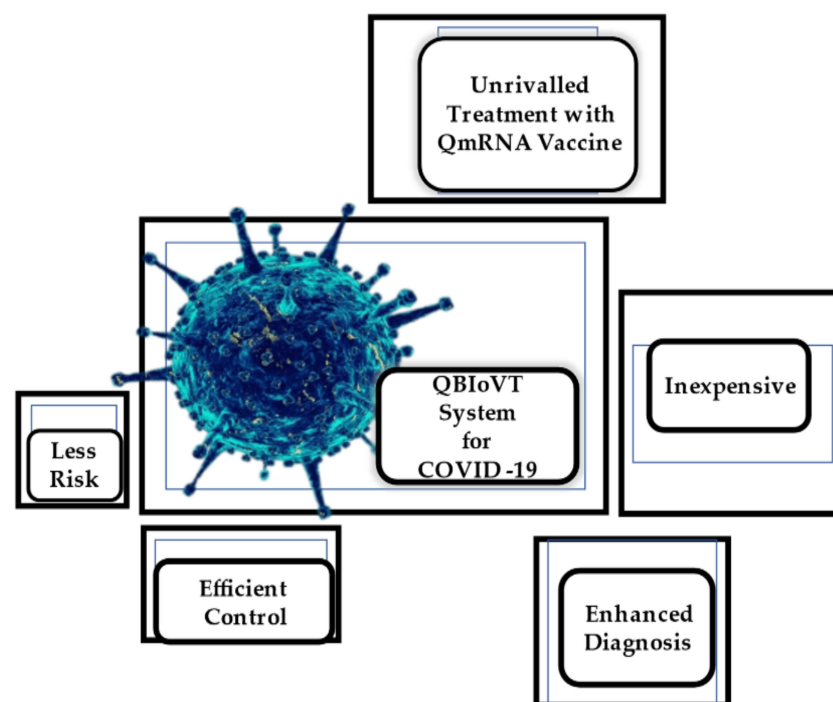 Unrivalled
Treatment with
QmRNA Vaccine
QBIoVT
System
for
COVID-19
Inexpensive
Less
Risk
Efficient
Control
Enhanced
Diagnosis